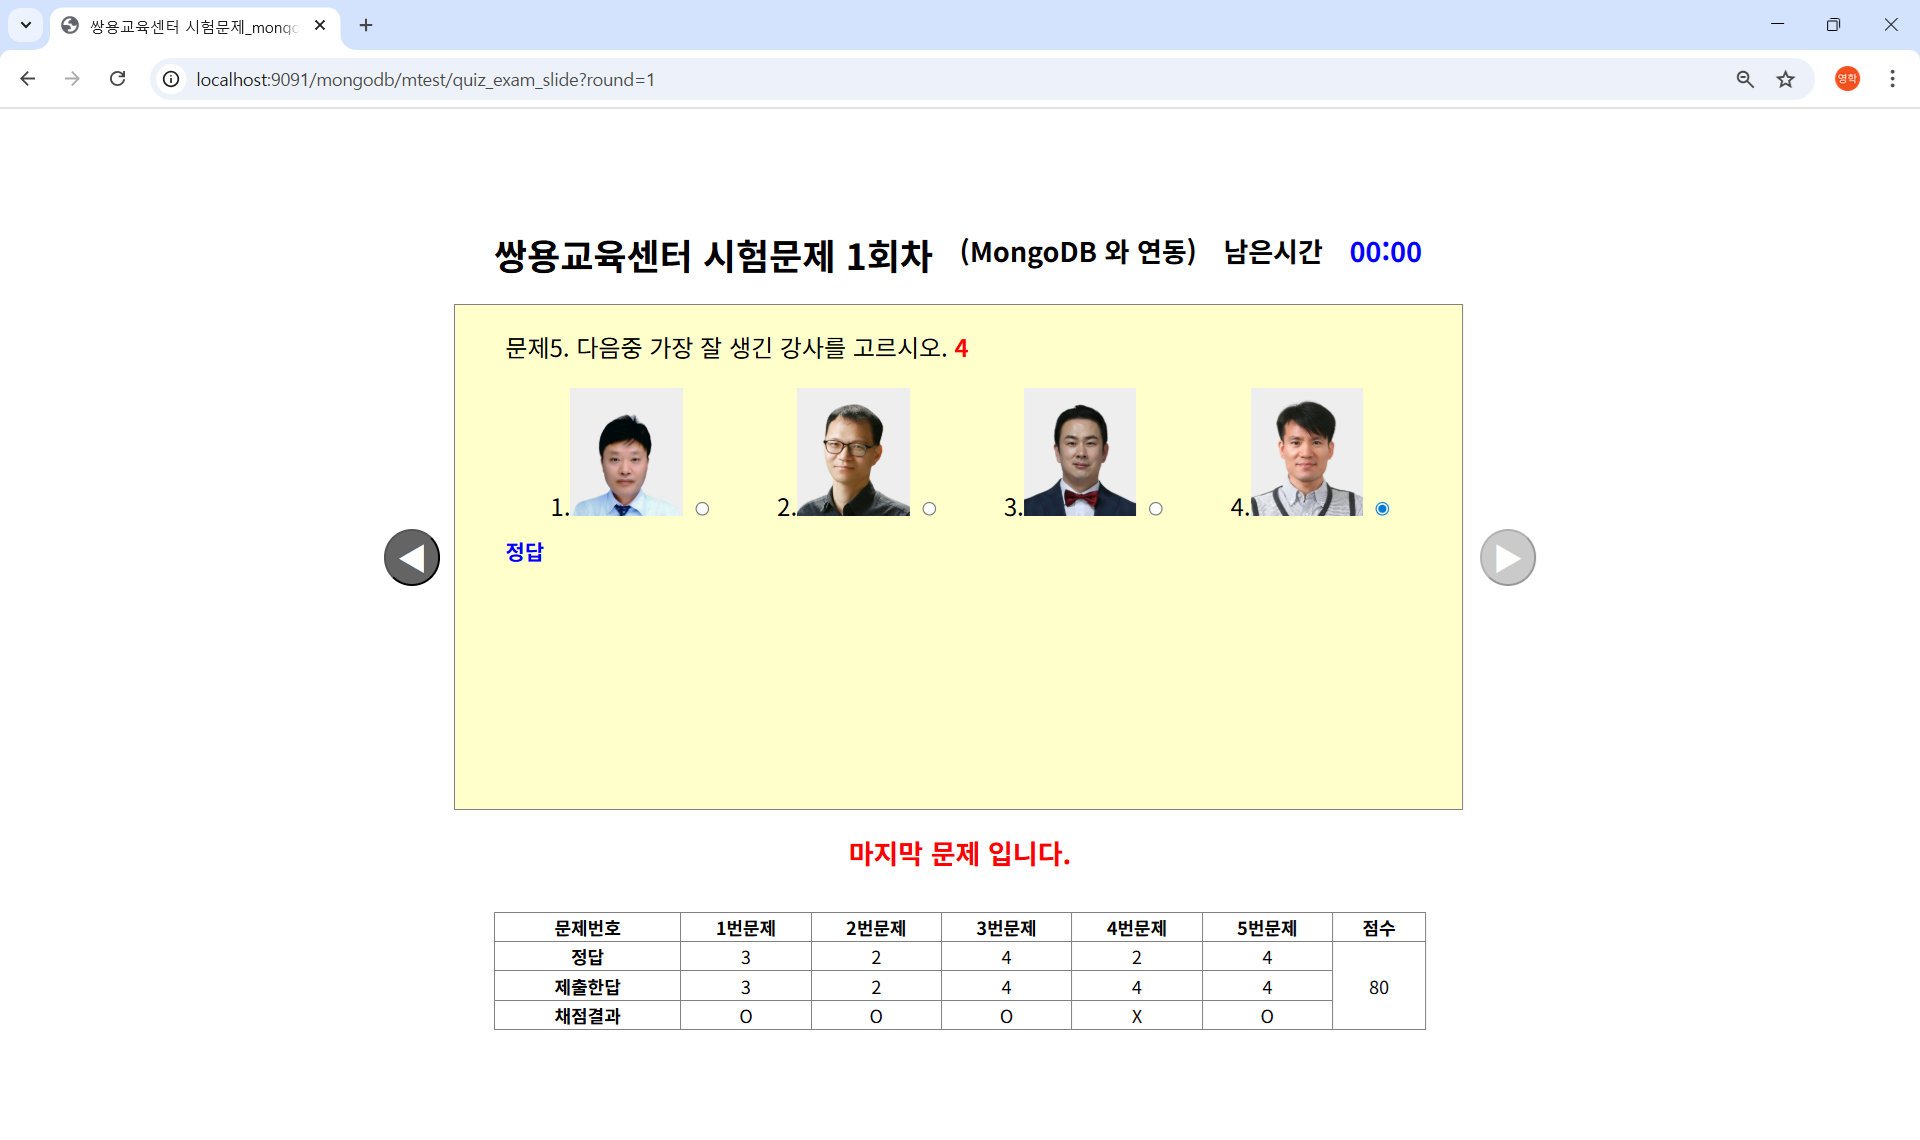 쌍용교육센터 시험문제_mongo
localhost:9091/mongodb/mtest/quiz_exam_slide?round=1
영학
쌍용교육센터 시험문제 1회차 (MongoDB 와 연동) 남은시간 00:00
문제5. 다음중 가장 잘 생긴 강사를 고르시오. 4
1. 2. 3. 4.
정답
마지막 문제 입니다.
문제번호 1번문제 2번문제 3번문제 4번문제 5번문제 점수
정답 3 2 4 2 4
제출한답 3 2 4 4 4 80
채점결과 O O O X O